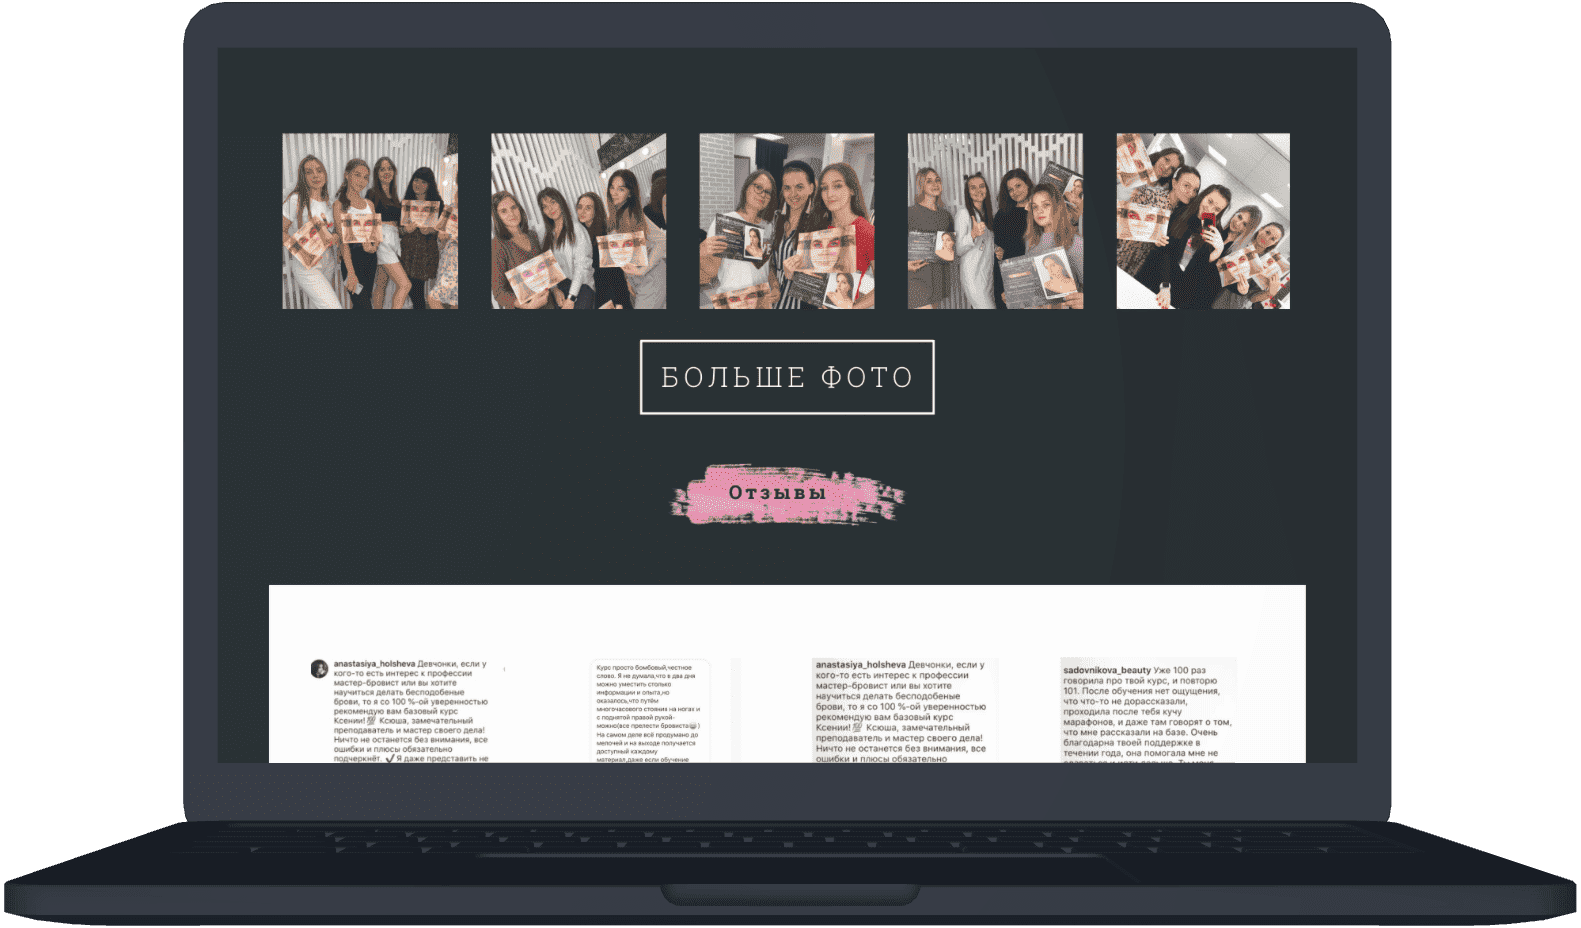 БОЛЬШЕ ФОТО
Отзывы
anastasiya_holsheva Девчонки, если у
кого-то есть интерес к профессии
мастер-бровист или вы хотите
научиться делать бесподобеные
брови, то я со 100 %-ой уверенностью
рекомендую вам базовый курс
Ксении! 💯 Ксюша, замечательный
преподаватель и мастер своего дела!
Ничто не останется без внимания, все
ошибки и плюсы обязательно
подчеркнёт. ✔️ Я даже представить не
Курс просто бомбовый,честное
слово. Я не думала,что в два дня
можно уместить столько
информации и опыта,но
оказалось,что путём
многочасового стояния на ногах и
с поднятой правой рукой-
можно(все прелести бровиста😂)
На самом деле всё продумано до
мелочей и на выходе получается
доступный каждому
материал,даже если обучение
anastasiya_holsheva Девчонки, если у
кого-то есть интерес к профессии
мастер-бровист или вы хотите
научиться делать бесподобеные
брови, то я со 100 %-ой уверенностью
рекомендую вам базовый курс
Ксении! 💯 Ксюша, замечательный
преподаватель и мастер своего дела!
Ничто не останется без внимания, все
ошибки и плюсы обязательно
sadovnikova_beauty Уже 100 раз
говорила про твой курс, и повторю
101. После обучения нет ощущения,
что что-то не дорассказали,
проходила после тебя кучу
марафонов, и даже там говорят о том,
что мне рассказали на базе. Очень
благодарна твоей поддержке в
течении года, она помогала мне не